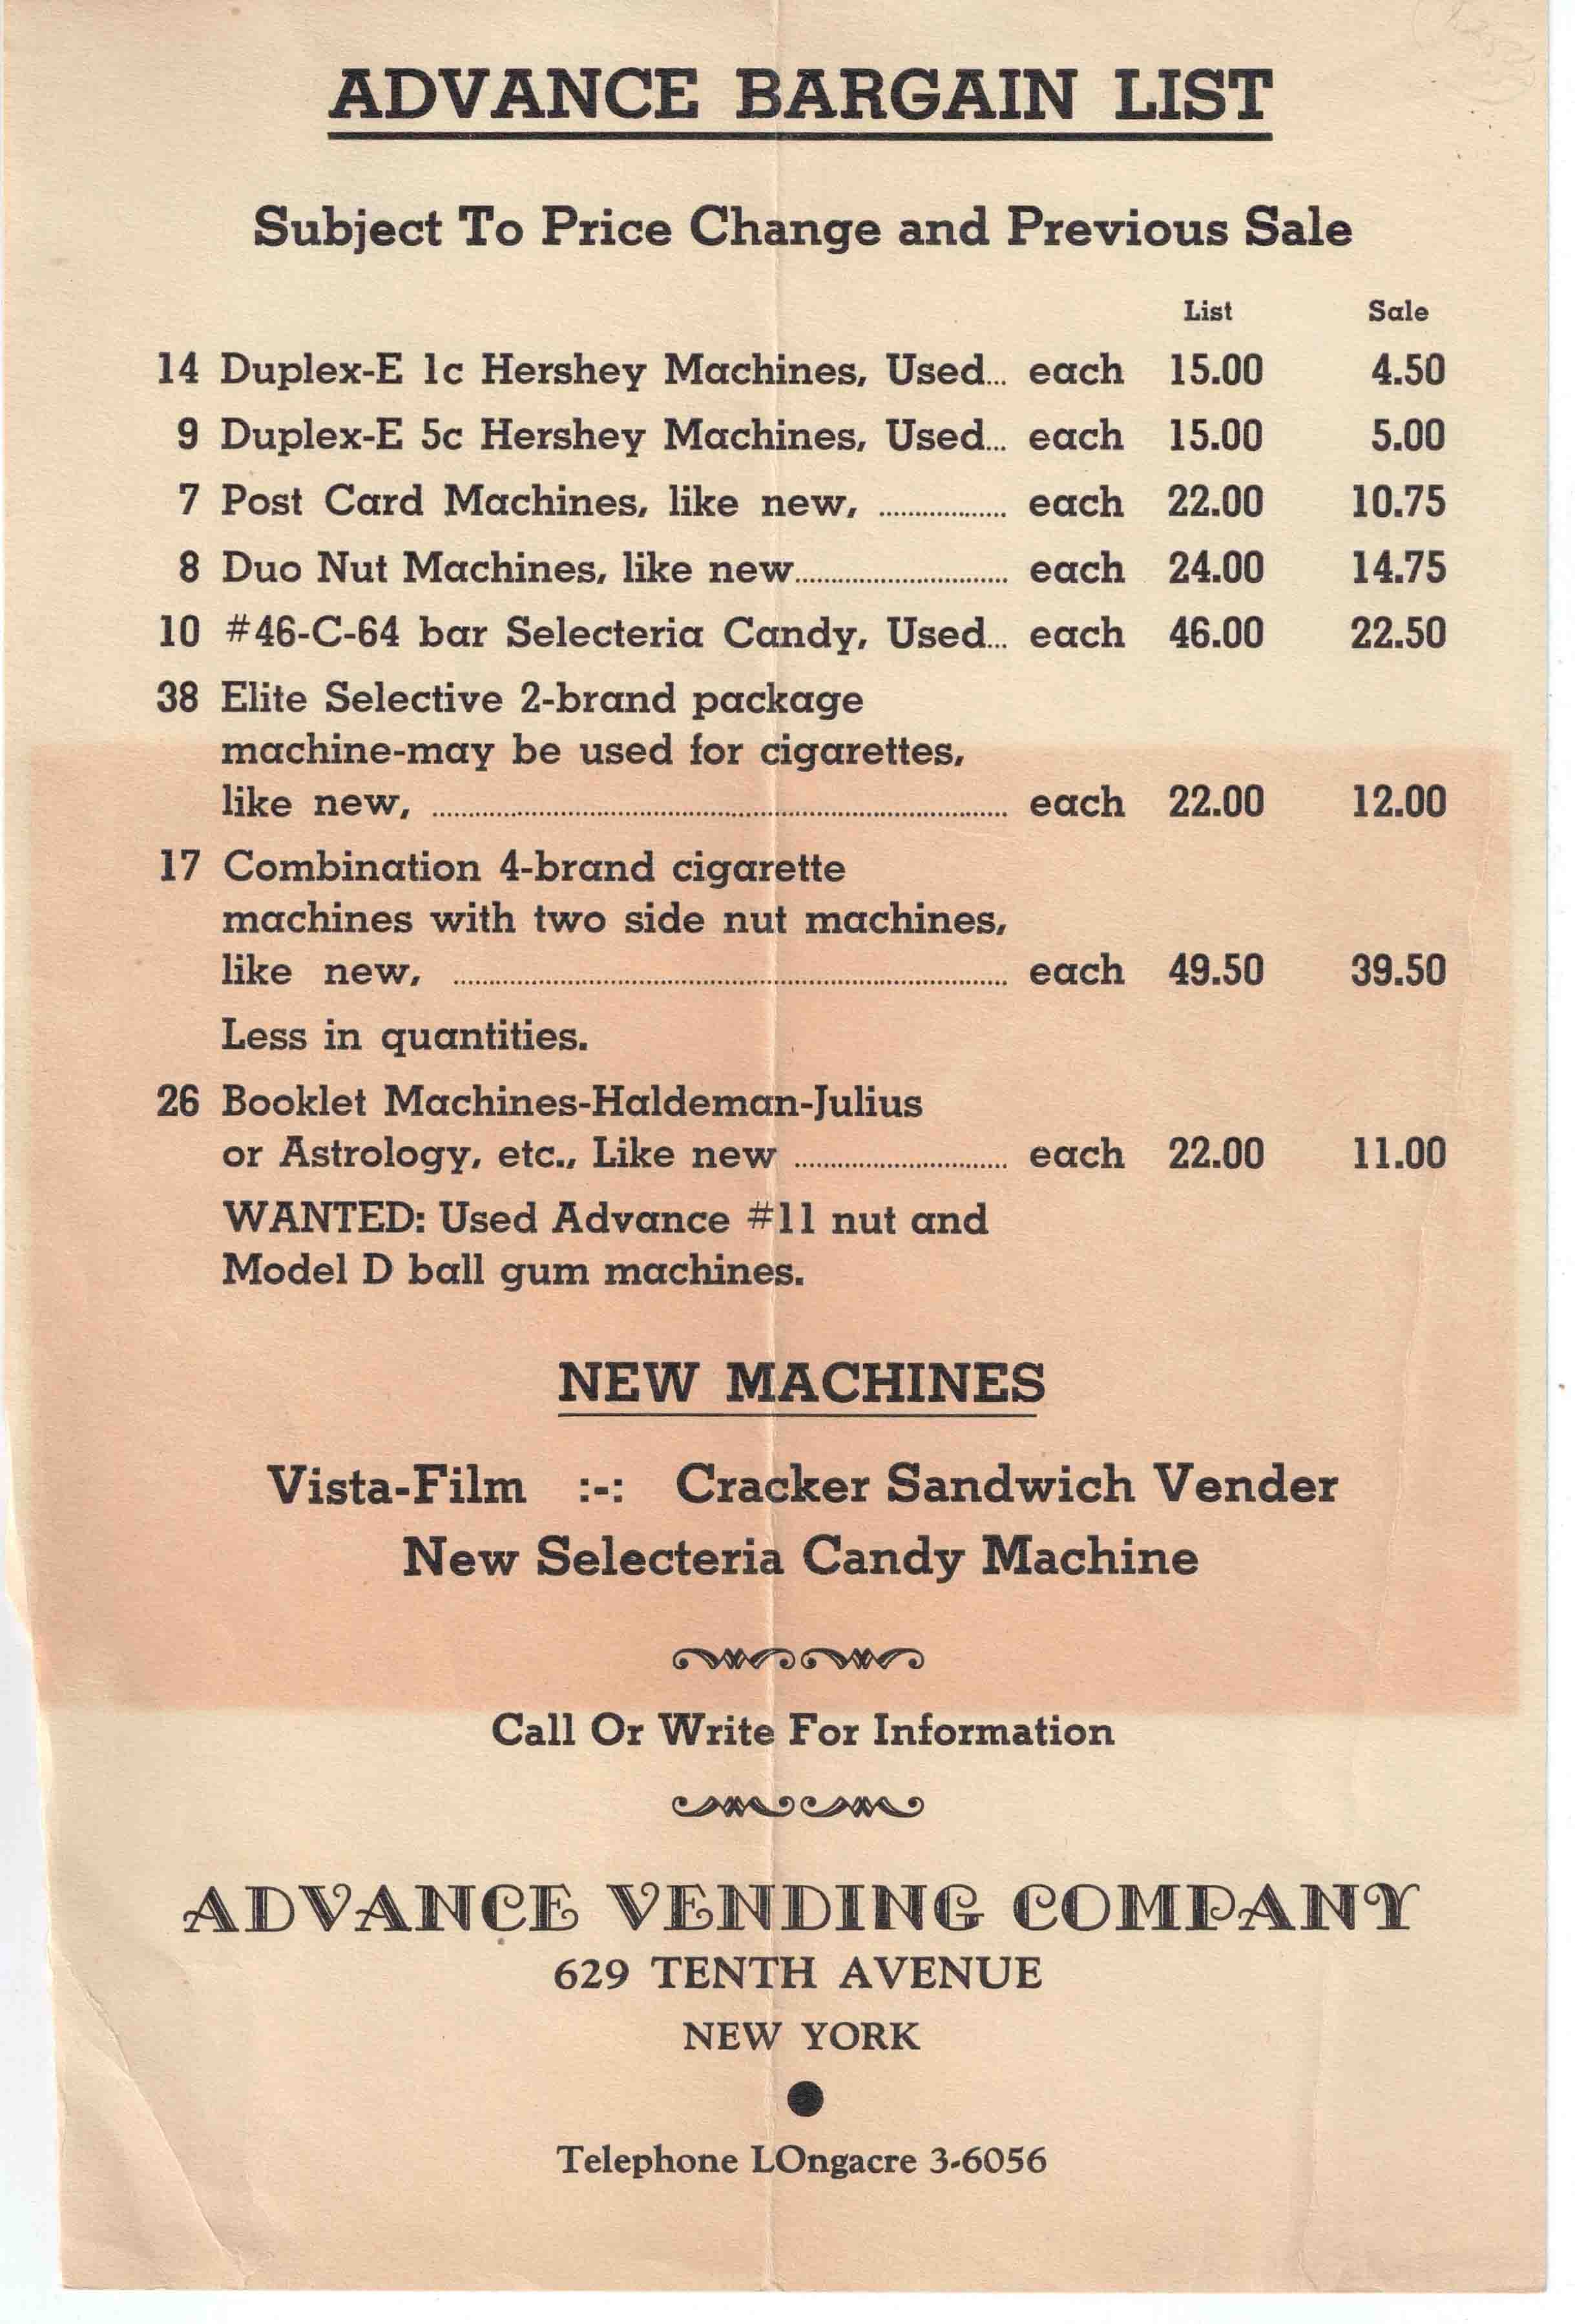 ADVANCE BARGAIN LIST
Subject To Price Change and Previous Sale
List Sale
14 Duplex-E 1c Hershey Machines, Used... each 15.00 4.50
9 Duplex-E 5c Hershey Machines, Used... each 15.00 5.00
7 Post Card Machines, like new, .................. each 22.00 10.75
8 Duo Nut Machines, like new.............................. each 24.00 14.75
10 #46-C-64 bar Selecteria Candy, Used... each 46.00 22.50
38 Elite Selective 2-brand package
machine-may be used for cigarettes,
like new, ................................................................................ each 22.00 12.00
17 Combination 4-brand cigarette
machines with two side nut machines,
like new, ............................................................................. each 49.50 39.50
Less in quantities.
26 Booklet Machines-Haldeman-Julius
or Astrology, etc., Like new .............................. each 22.00 11.00
WANTED: Used Advance #11 nut and
Model D ball gum machines.
NEW MACHINES
Vista-Film :-: Cracker Sandwich Vender
New Selecteria Candy Machine
Call Or Write For Information
ADVANCE VENDING COMPANY
629 TENTH AVENUE
NEW YORK
Telephone LOngacre 3-6056